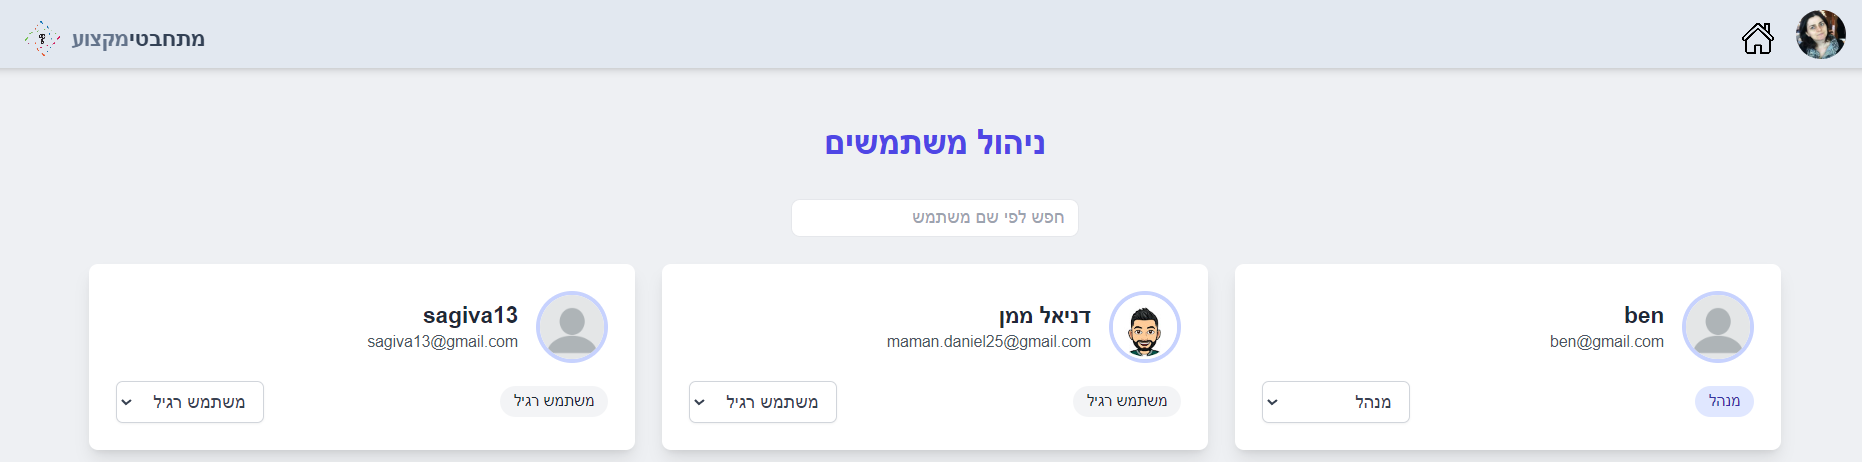 מתחבטימקצוע
ניהול משתמשים
חפש לפי שם משתמש
ben
ben@gmail.com
מנהל
מנהל
דניאל ממן
maman.daniel25@gmail.com
משתמש רגיל
משתמש רגיל
sagiva13
sagiva13@gmail.com
משתמש רגיל
משתמש רגיל